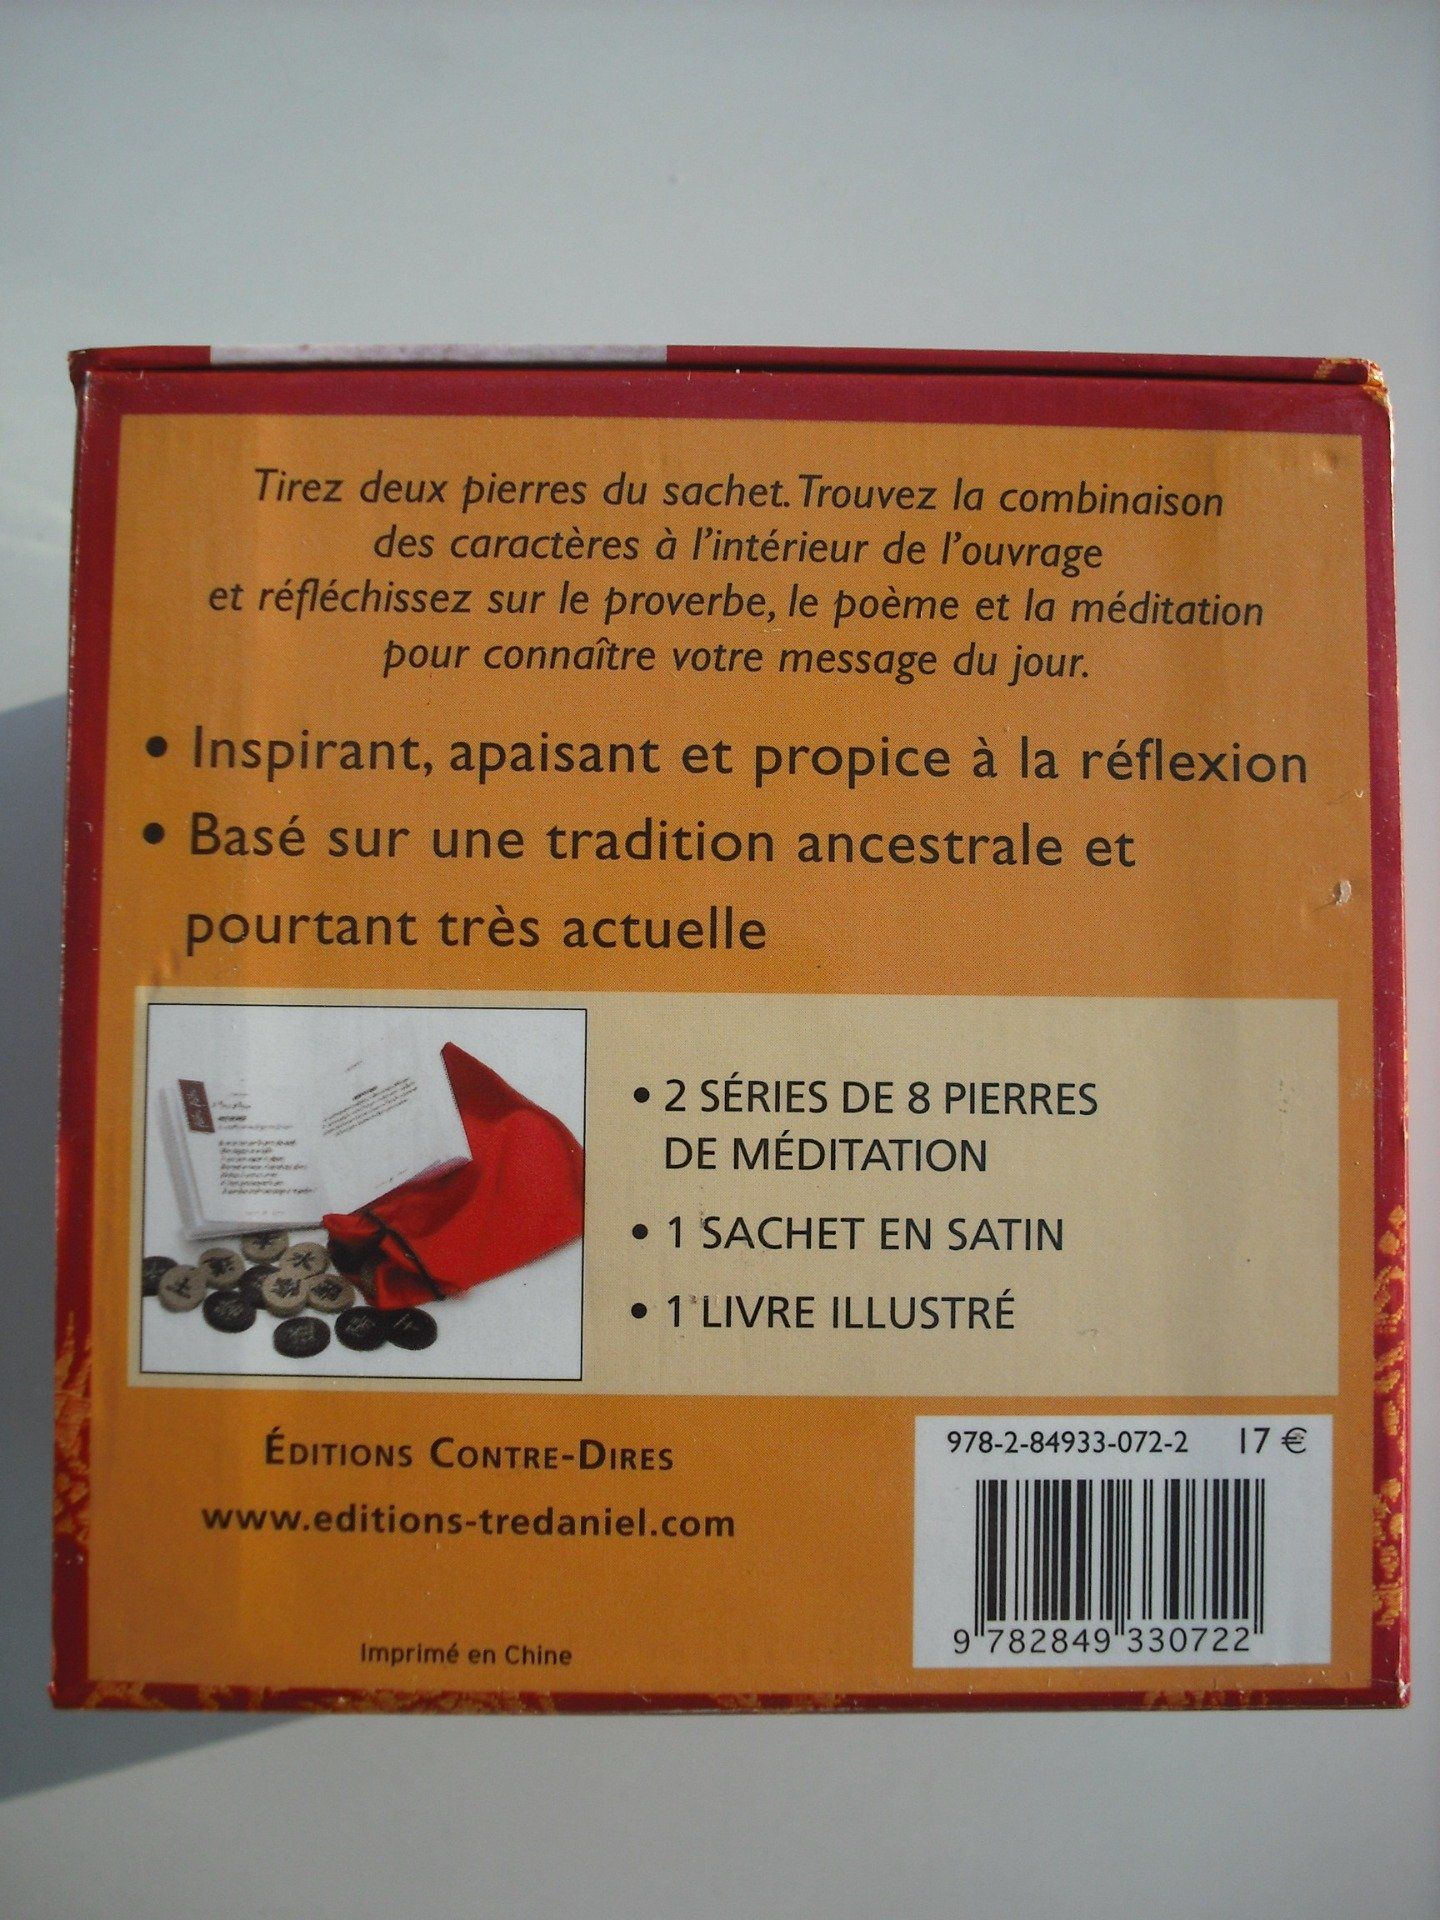 Tirez deux pierres du sachet. Trouvez la combinaison
des caractères à l'intérieur de l'ouvrage
et réfléchissez sur le proverbe, le poème et la méditation
pour connaître votre message du jour.
• Inspirant, apaisant et propice à la réflexion
• Basé sur une tradition ancestrale et
pourtant très actuelle
• 2 SÉRIES DE 8 PIERRES
DE MÉDITATION
• 1 SACHET EN SATIN
• 1 LIVRE ILLUSTRÉ
ÉDITIONS CONTRE-DIRES
www.editions-tredaniel.com
Imprimé en Chine
978-2-84933-072-2 17 €
9 782849 330722